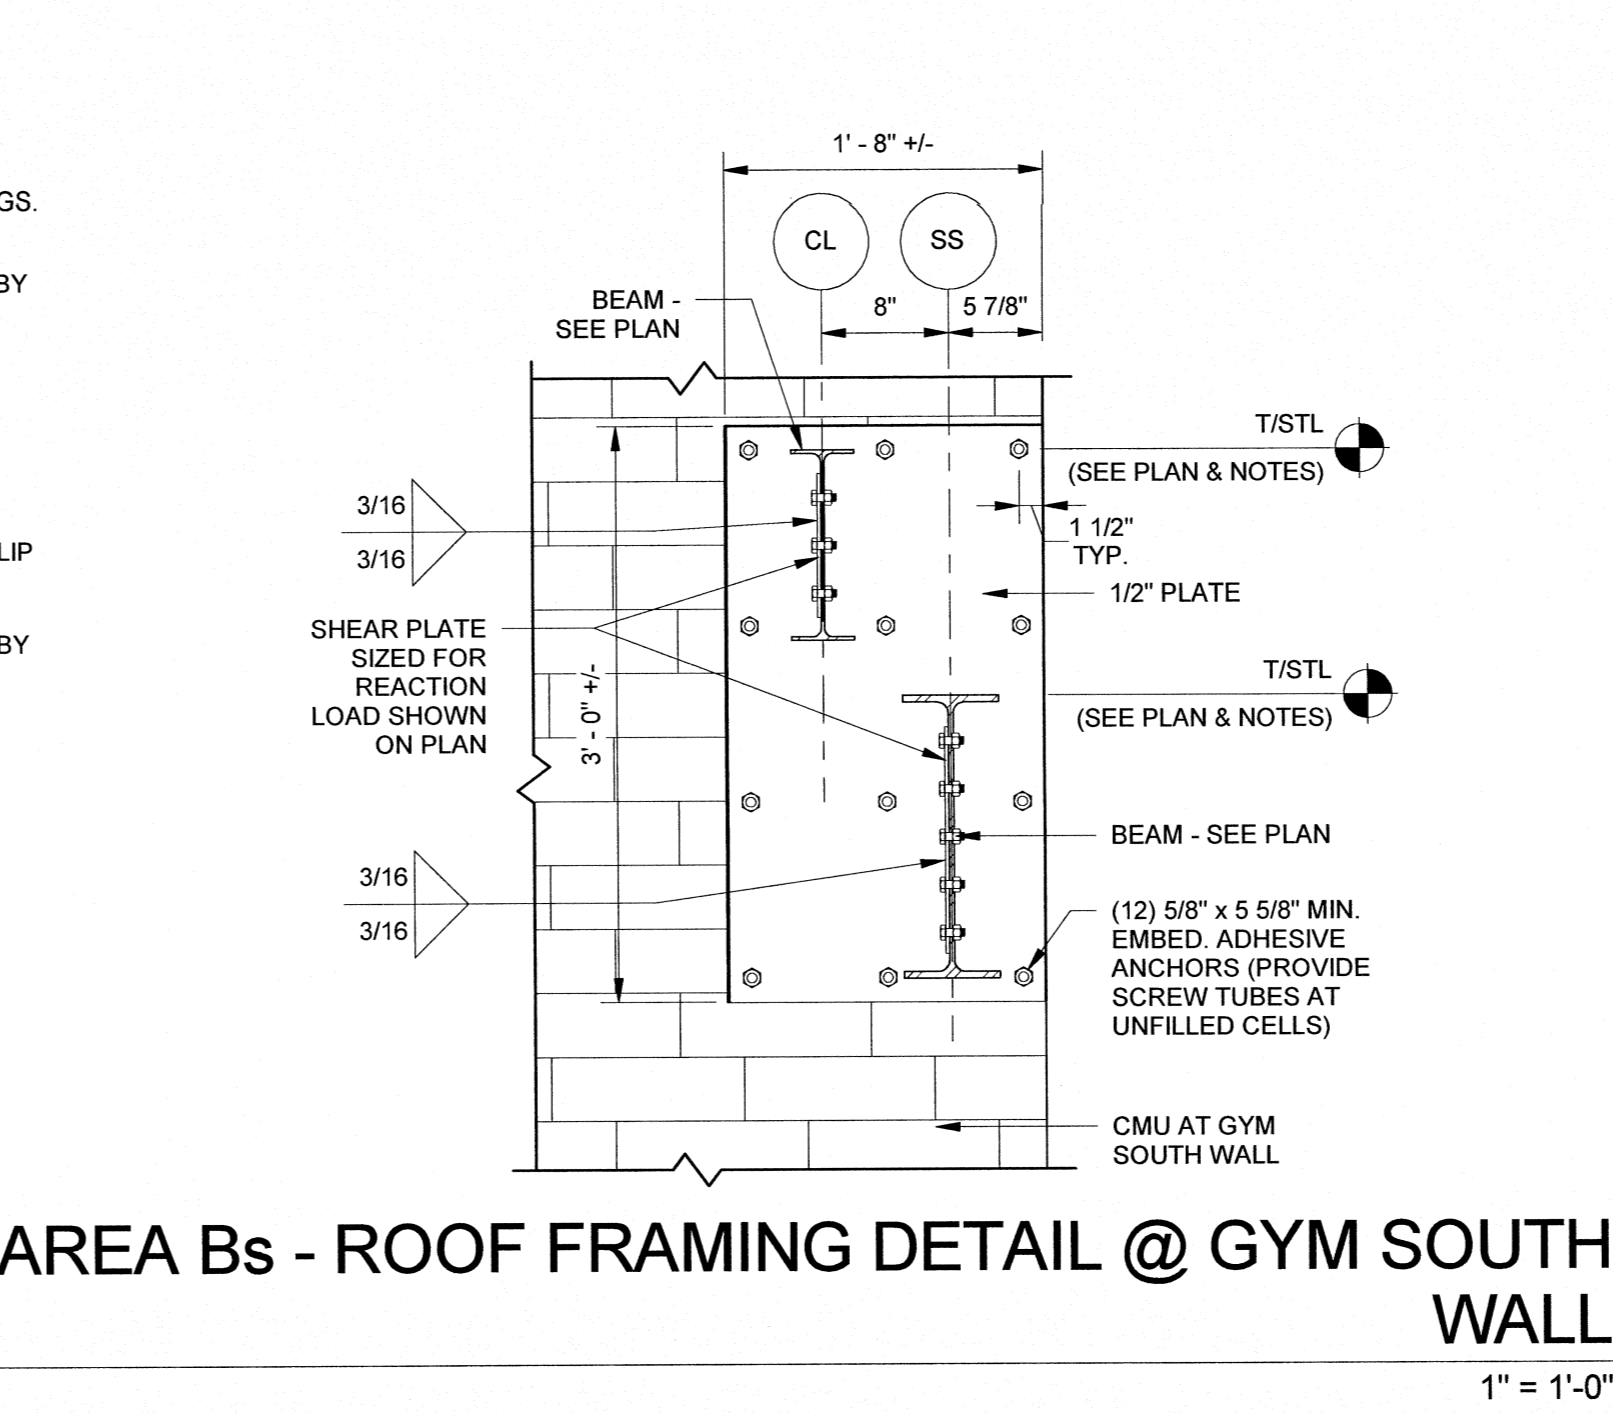 GS.
BY
LIP
BY
1' - 8" +/-
CL
SS
8"
5 7/8"
BEAM -
SEE PLAN
T/STL
(SEE PLAN & NOTES)
3/16
3/16
1 1/2"
TYP.
1/2" PLATE
SHEAR PLATE
SIZED FOR
REACTION
LOAD SHOWN
ON PLAN
3' - 0" +/-
T/STL
(SEE PLAN & NOTES)
BEAM - SEE PLAN
3/16
3/16
(12) 5/8" x 5 5/8" MIN.
EMBED. ADHESIVE
ANCHORS (PROVIDE
SCREW TUBES AT
UNFILLED CELLS)
CMU AT GYM
SOUTH WALL
AREA Bs - ROOF FRAMING DETAIL @ GYM SOUTH
WALL
1" = 1'-0"